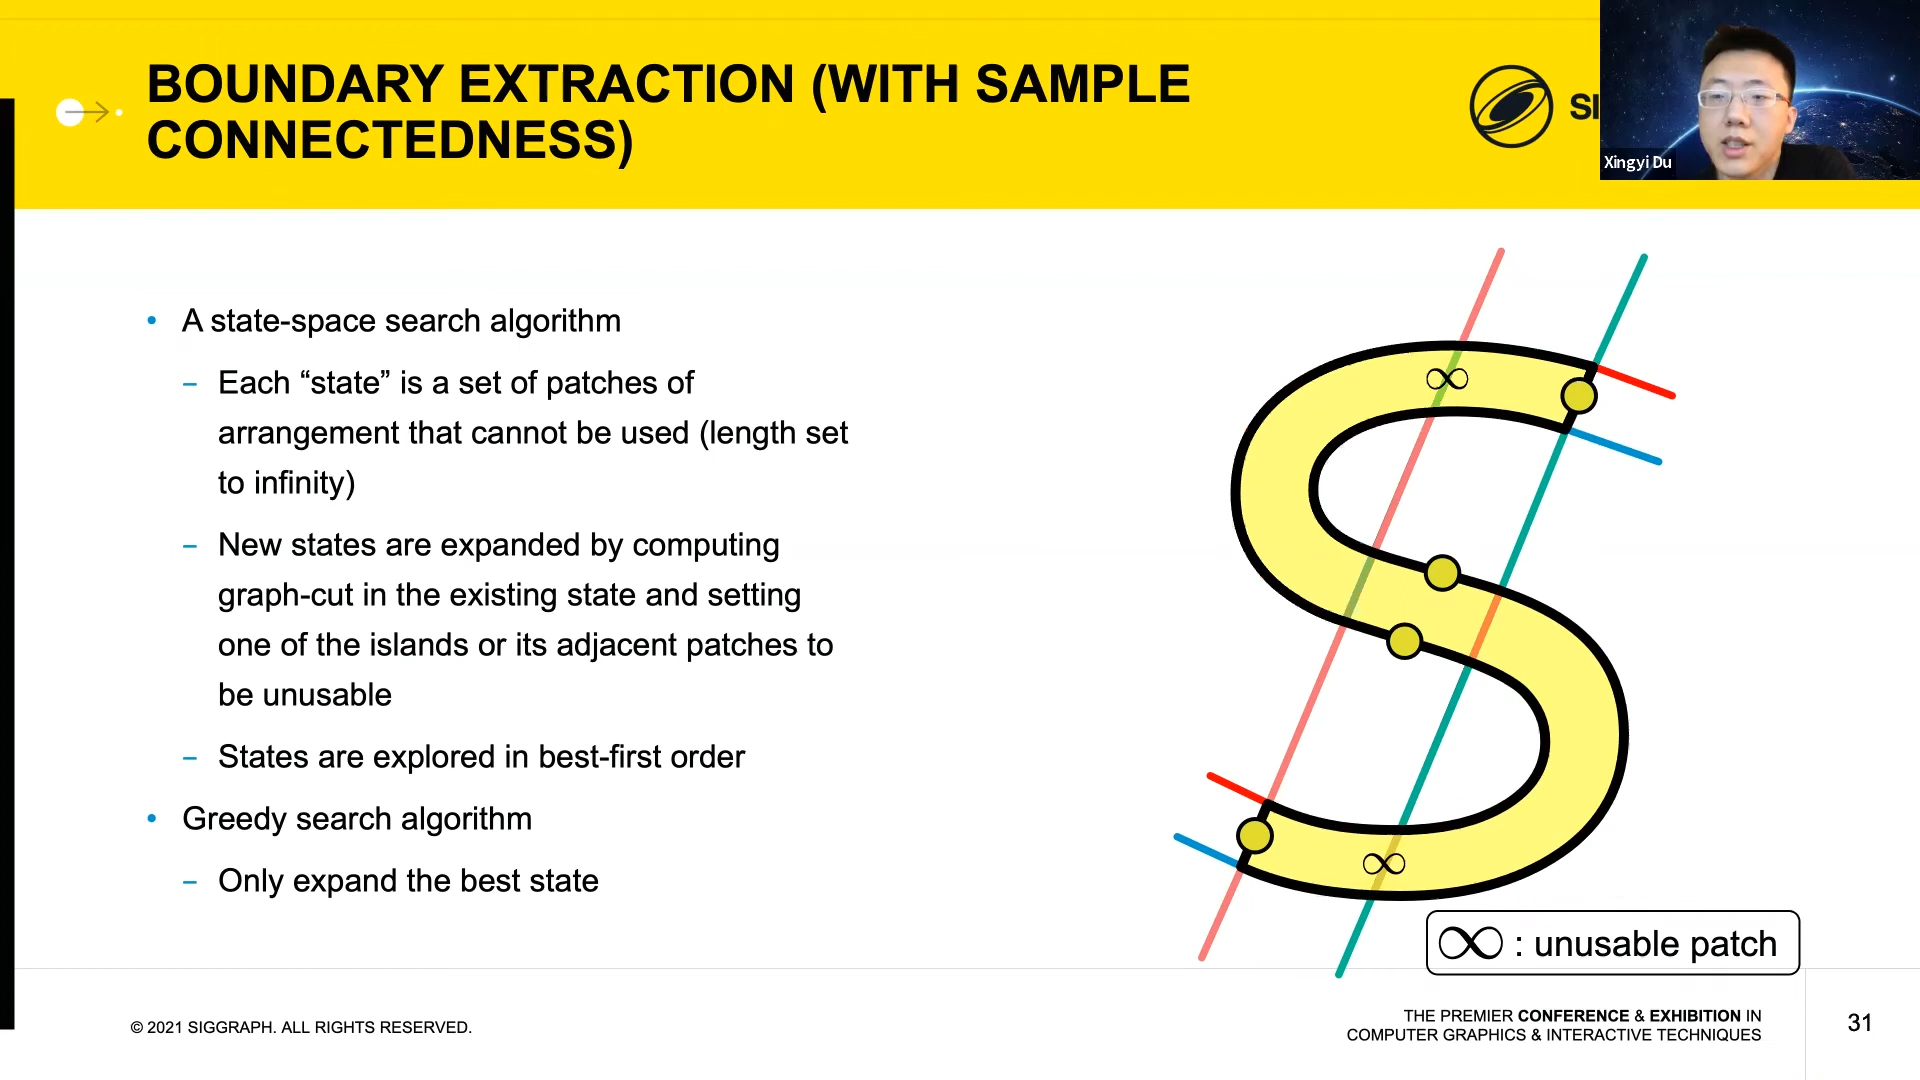 BOUNDARY EXTRACTION (WITH SAMPLE
CONNECTEDNESS)
SI
Xingyi Du
• A state-space search algorithm
– Each “state” is a set of patches of
arrangement that cannot be used (length set
to infinity)
– New states are expanded by computing
graph-cut in the existing state and setting
one of the islands or its adjacent patches to
be unusable
– States are explored in best-first order
• Greedy search algorithm
– Only expand the best state
∞
∞
∞ : unusable patch
© 2021 SIGGRAPH. ALL RIGHTS RESERVED.
THE PREMIER CONFERENCE & EXHIBITION IN
COMPUTER GRAPHICS & INTERACTIVE TECHNIQUES
31